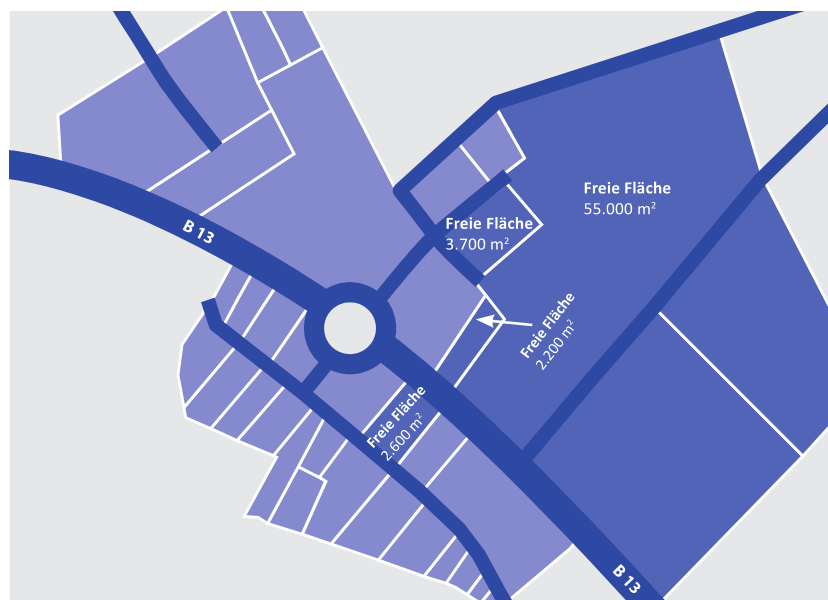 Freie Fläche
55.000 m²
Freie Fläche
3.700 m²
B 13
Freie Fläche
2.200 m²
Freie Fläche
2.600 m²
B 13